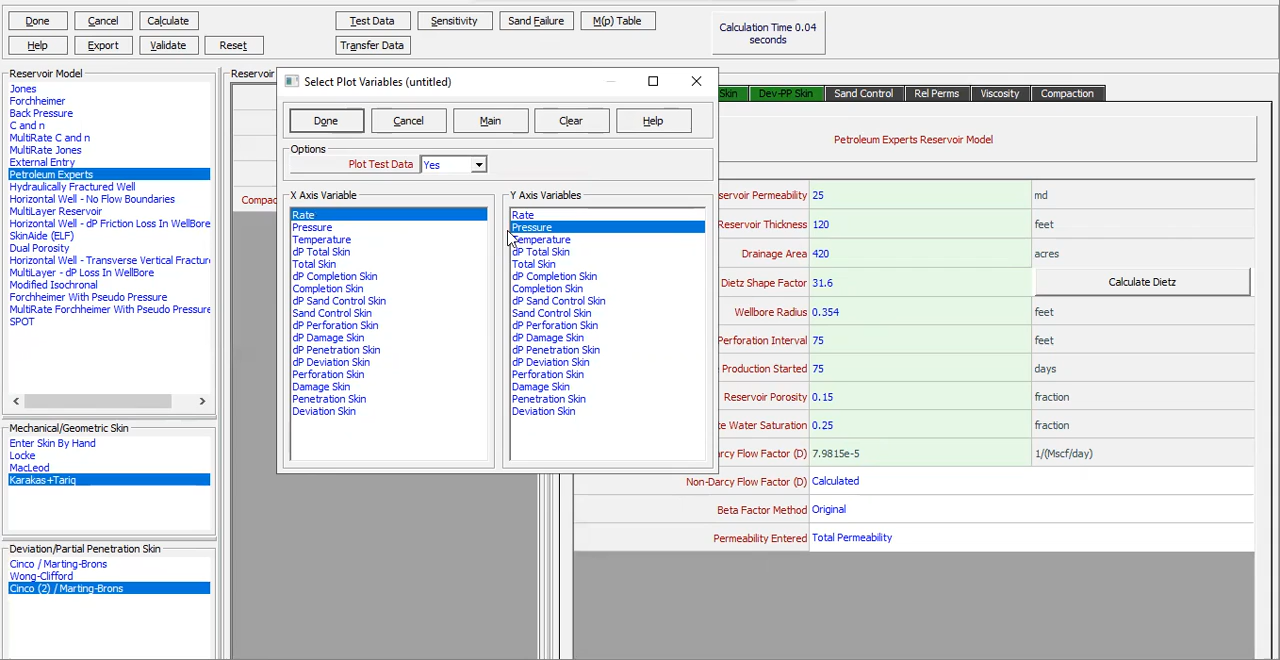 Done
Cancel
Calculate
Test Data
Sensitivity
Sand Failure
M(p) Table
Calculation Time 0.04
seconds
Help
Export
Validate
Reset
Transfer Data
Reservoir Model
Jones
Forchheimer
Back Pressure
C and n
MultiRate C and n
MultiRate Jones
External Entry
Petroleum Experts
Hydraulically Fractured Well
Horizontal Well - No Flow Boundaries
MultiLayer Reservoir
Horizontal Well - dP Friction Loss In WellBore
SkinAide (ELF)
Dual Porosity
Horizontal Well - Transverse Vertical Fractur
MultiLayer - dP Loss In WellBore
Modified Isochronal
Forchheimer With Pseudo Pressure
MultiRate Forchheimer With Pseudo Pressure
SPOT
Mechanical/Geometric Skin
Enter Skin By Hand
Locke
MacLeod
Karakas+Tariq
Deviation/Partial Penetration Skin
Cinco / Marting-Brons
Wong-Clifford
Cinco (2) / Marting-Brons
Reservoir
Compac
Select Plot Variables (untitled)
Done
Cancel
Main
Clear
Help
Options
Plot Test Data Yes
X Axis Variable
Rate
Pressure
Temperature
dP Total Skin
Total Skin
dP Completion Skin
Completion Skin
dP Sand Control Skin
Sand Control Skin
dP Perforation Skin
dP Damage Skin
dP Penetration Skin
dP Deviation Skin
Perforation Skin
Damage Skin
Penetration Skin
Deviation Skin
Y Axis Variables
Rate
Pressure
Temperature
dP Total Skin
Total Skin
dP Completion Skin
Completion Skin
dP Sand Control Skin
Sand Control Skin
dP Perforation Skin
dP Damage Skin
dP Penetration Skin
dP Deviation Skin
Perforation Skin
Damage Skin
Penetration Skin
Deviation Skin
Skin
Dev-PP Skin
Sand Control
Rel Perms
Viscosity
Compaction
Petroleum Experts Reservoir Model
servoir Permeability 25 md
Reservoir Thickness 120 feet
Drainage Area 420 acres
Dietz Shape Factor 31.6 Calculate Dietz
Wellbore Radius 0.354 feet
Perforation Interval 75 feet
e Production Started 75 days
Reservoir Porosity 0.15 fraction
te Water Saturation 0.25 fraction
rcy Flow Factor (D) 7.9815e-5 1/(Mscf/day)
Non-Darcy Flow Factor (D) Calculated
Beta Factor Method Original
Permeability Entered Total Permeability